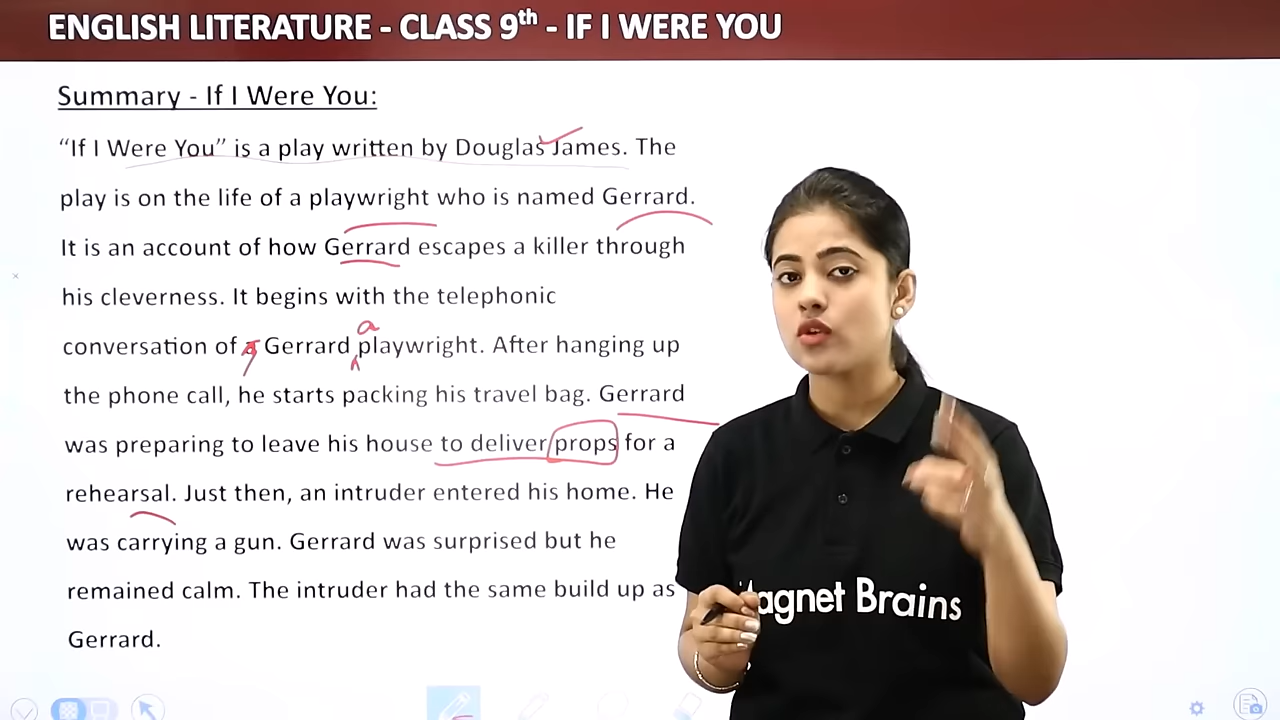 ENGLISH LITERATURE - CLASS 9th - IF I WERE YOU
Summary - If I Were You:
“If I Were You” is a play written by Douglas James. The
play is on the life of a playwright who is named Gerrard.
It is an account of how Gerrard escapes a killer through
his cleverness. It begins with the telephonic
a
conversation of a Gerrard playwright. After hanging up
the phone call, he starts packing his travel bag. Gerrard
was preparing to leave his house to deliver props for a
rehearsal. Just then, an intruder entered his home. He
was carrying a gun. Gerrard was surprised but he
remained calm. The intruder had the same build up as
Gerrard.
Magnet Brains